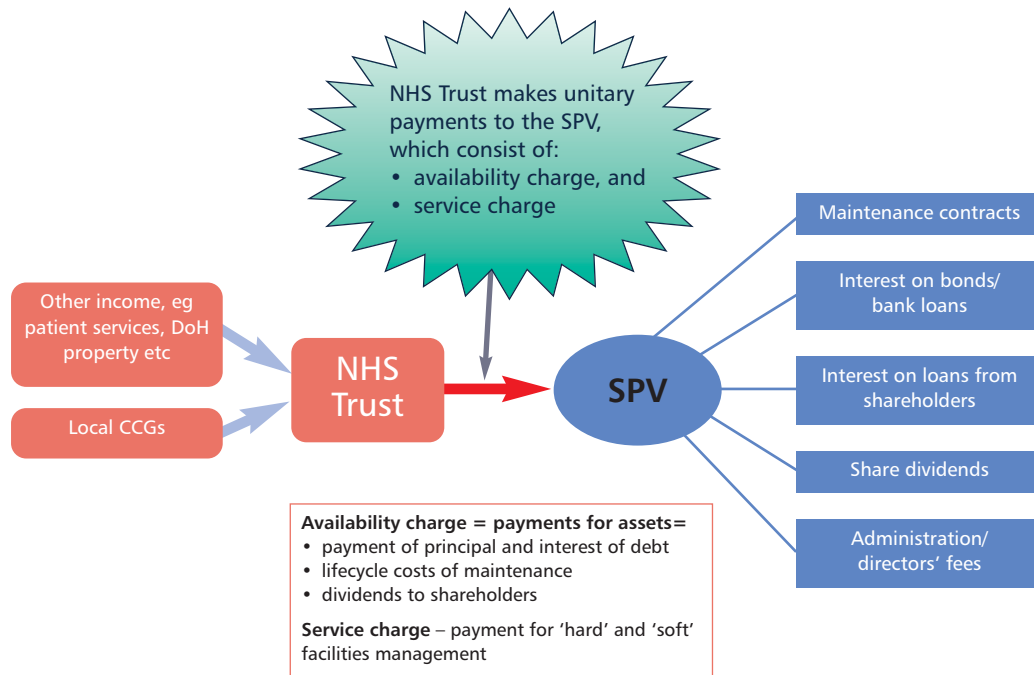 NHS Trust makes unitary
payments to the SPV,
which consist of:
• availability charge, and
• service charge
Other income, eg
patient services, DoH
property etc
Local CCGs
NHS
Trust
SPV
Maintenance contracts
Interest on bonds/
bank loans
Interest on loans from
shareholders
Share dividends
Administration/
directors’ fees
Availability charge = payments for assets=
• payment of principal and interest of debt
• lifecycle costs of maintenance
• dividends to shareholders
Service charge – payment for ‘hard’ and ‘soft’
facilities management